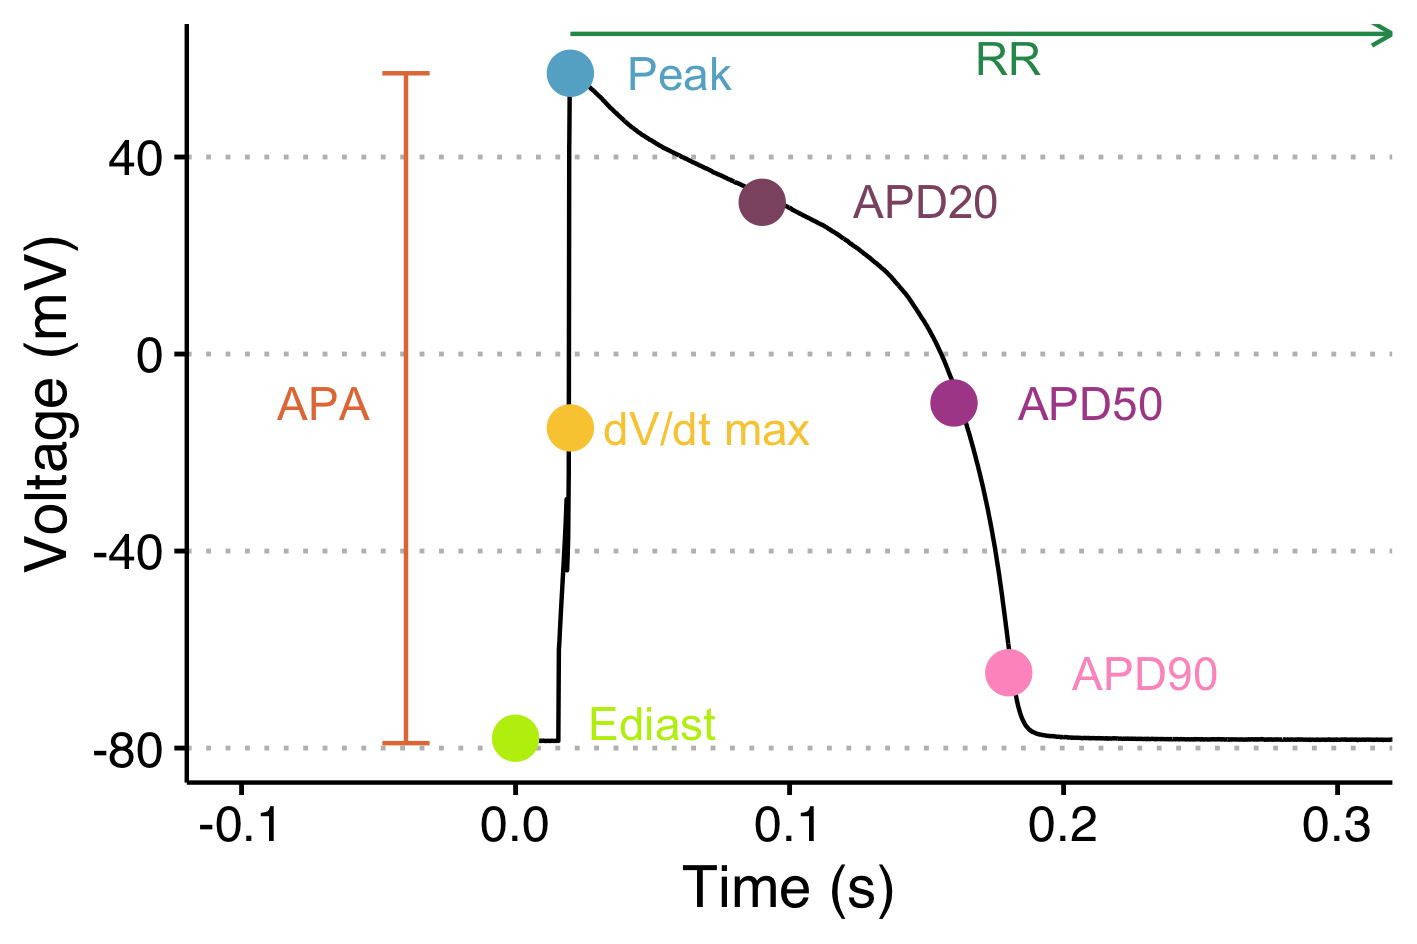 RR
Peak
40
APD20
0
APA
APD50
dV/dt max
-40
APD90
Ediast
-80
-0.1 0.0 0.1 0.2 0.3
Time (s)
Voltage (mV)